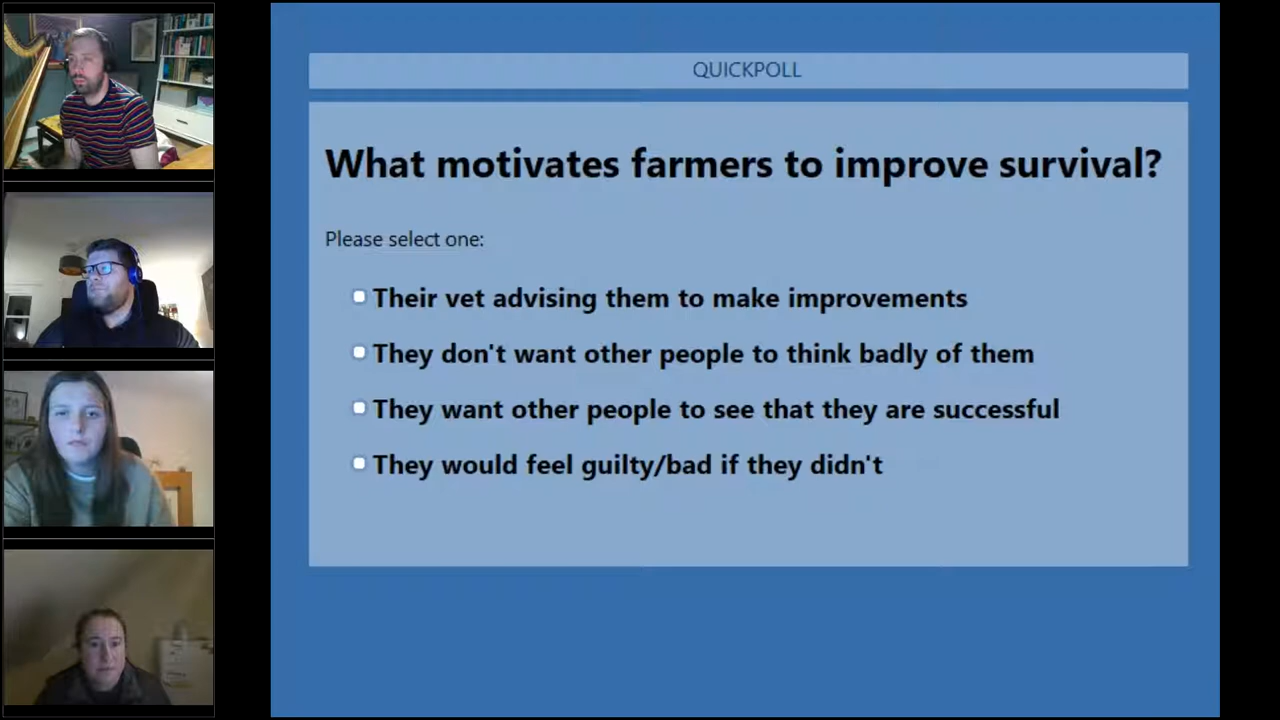 QUICKPOLL
What motivates farmers to improve survival?
Please select one:
Their vet advising them to make improvements
They don't want other people to think badly of them
They want other people to see that they are successful
They would feel guilty/bad if they didn't